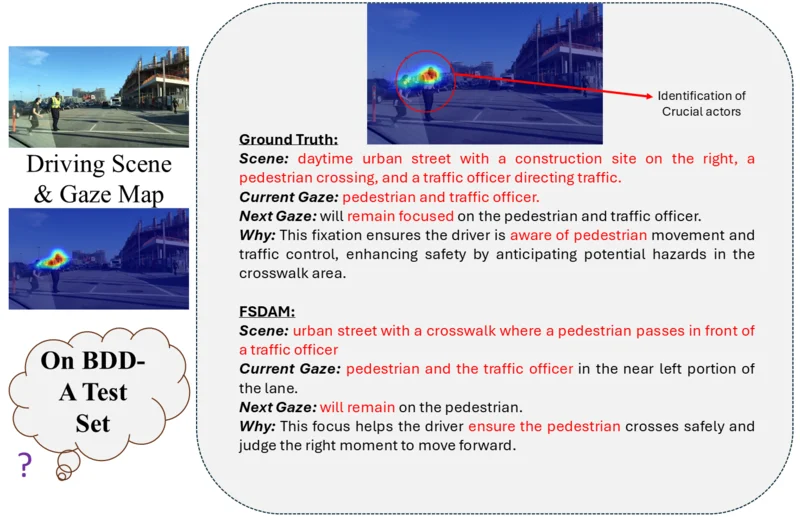 Driving Scene
& Gaze Map
On BDD-
A Test
Set
?
Identification of
Crucial actors
Ground Truth:
Scene: daytime urban street with a construction site on the right, a
pedestrian crossing, and a traffic officer directing traffic.
Current Gaze: pedestrian and traffic officer.
Next Gaze: will remain focused on the pedestrian and traffic officer.
Why: This fixation ensures the driver is aware of pedestrian movement and
traffic control, enhancing safety by anticipating potential hazards in the
crosswalk area.
FSDAM:
Scene: urban street with a crosswalk where a pedestrian passes in front of
a traffic officer
Current Gaze: pedestrian and the traffic officer in the near left portion of
the lane.
Next Gaze: will remain on the pedestrian.
Why: This focus helps the driver ensure the pedestrian crosses safely and
judge the right moment to move forward.